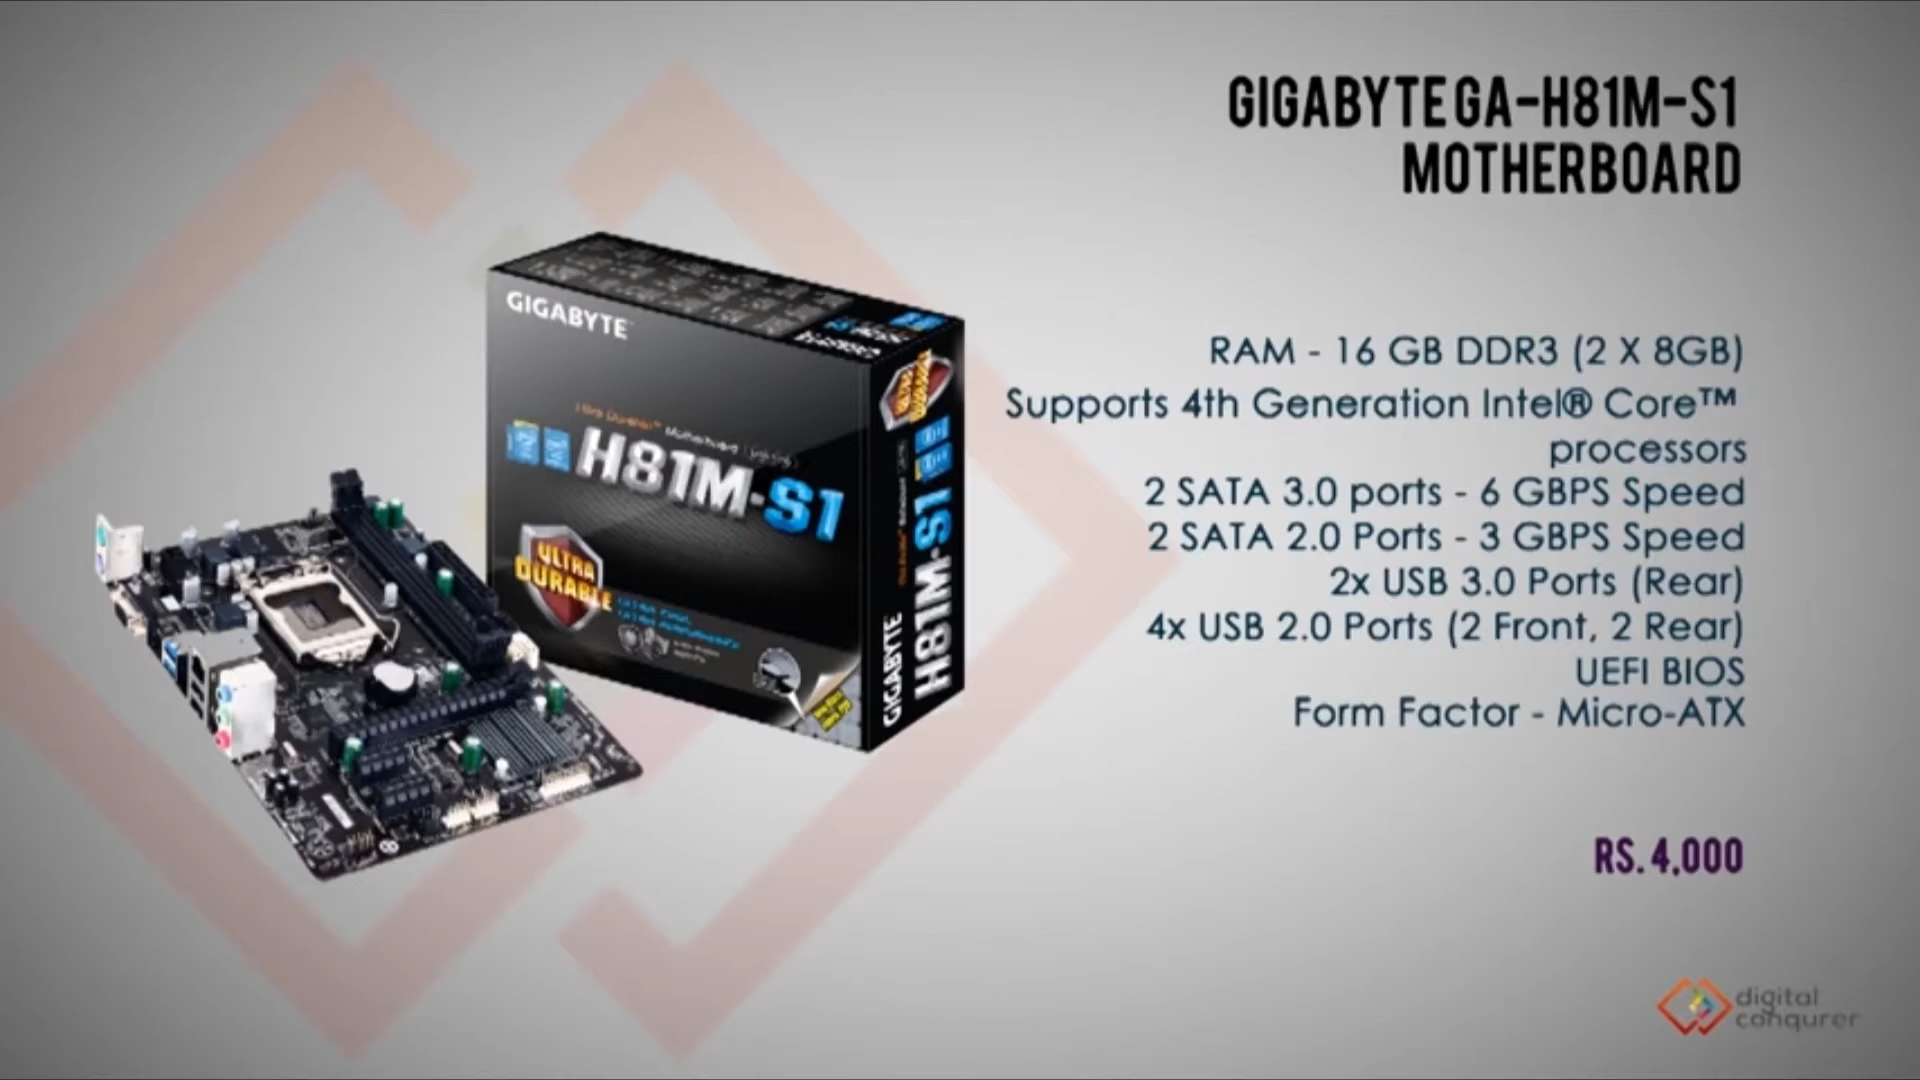 GIGABYTE GA-H81M-S1
MOTHERBOARD
GIGABYTE
H81M-S1
ULTRA
DURABLE
GIGABYTE
H81M-S1
RAM - 16 GB DDR3 (2 X 8GB)
Supports 4th Generation Intel® Core™
processors
2 SATA 3.0 ports - 6 GBPS Speed
2 SATA 2.0 Ports - 3 GBPS Speed
2x USB 3.0 Ports (Rear)
4x USB 2.0 Ports (2 Front, 2 Rear)
UEFI BIOS
Form Factor - Micro-ATX
RS. 4,000
digital
conqurer